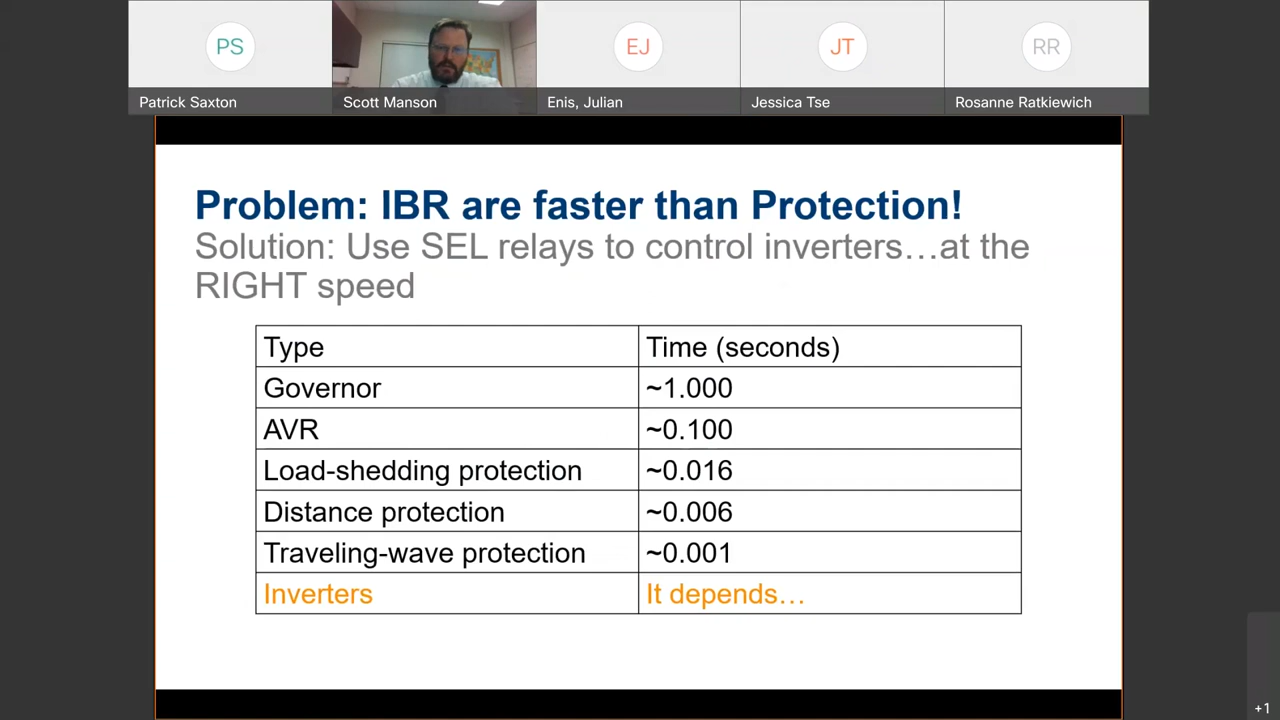 PS
EJ
JT
RR
Patrick Saxton
Scott Manson
Enis, Julian
Jessica Tse
Rosanne Ratkiewich
Problem: IBR are faster than Protection!
Solution: Use SEL relays to control inverters…at the
RIGHT speed
Type Time (seconds)
Governor ~1.000
AVR ~0.100
Load-shedding protection ~0.016
Distance protection ~0.006
Traveling-wave protection ~0.001
Inverters It depends…
+1